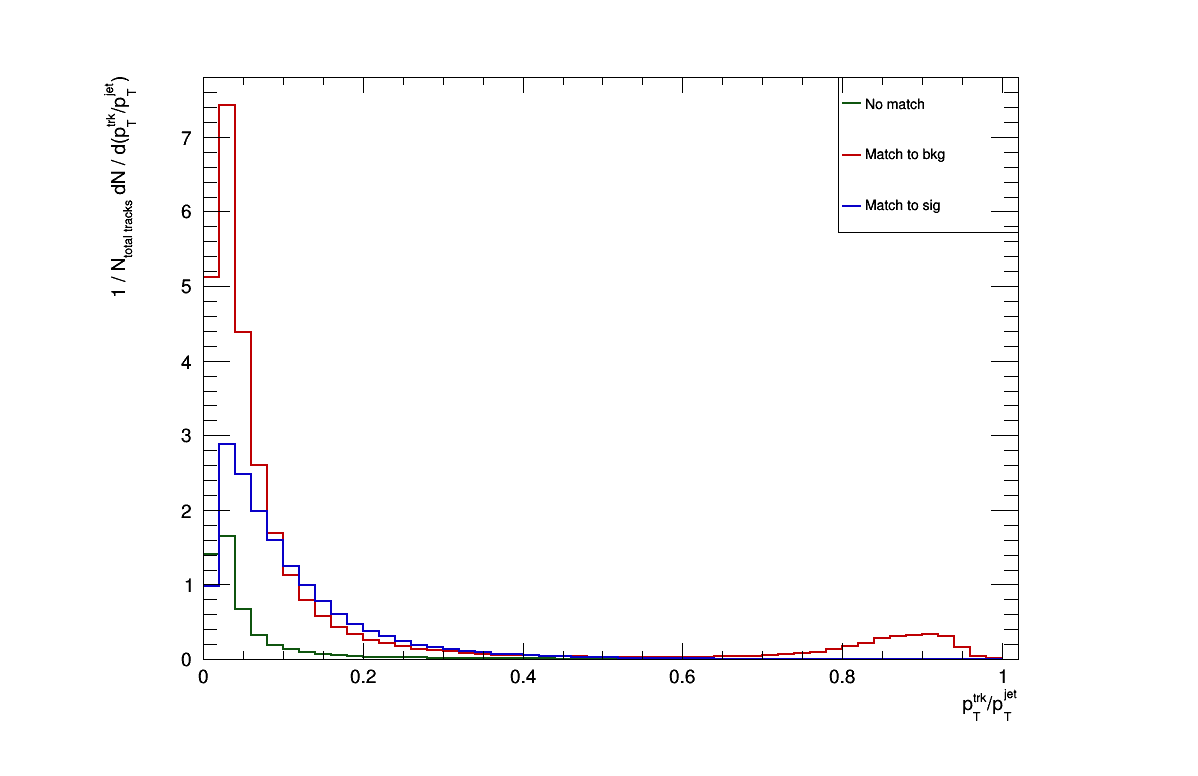 1 / N_total tracks dN / d(p_T^trk/p_T^jet)
7
6
5
4
3
2
1
0
No match
Match to bkg
Match to sig
0 0.2 0.4 0.6 0.8 1
p_T^trk/p_T^jet